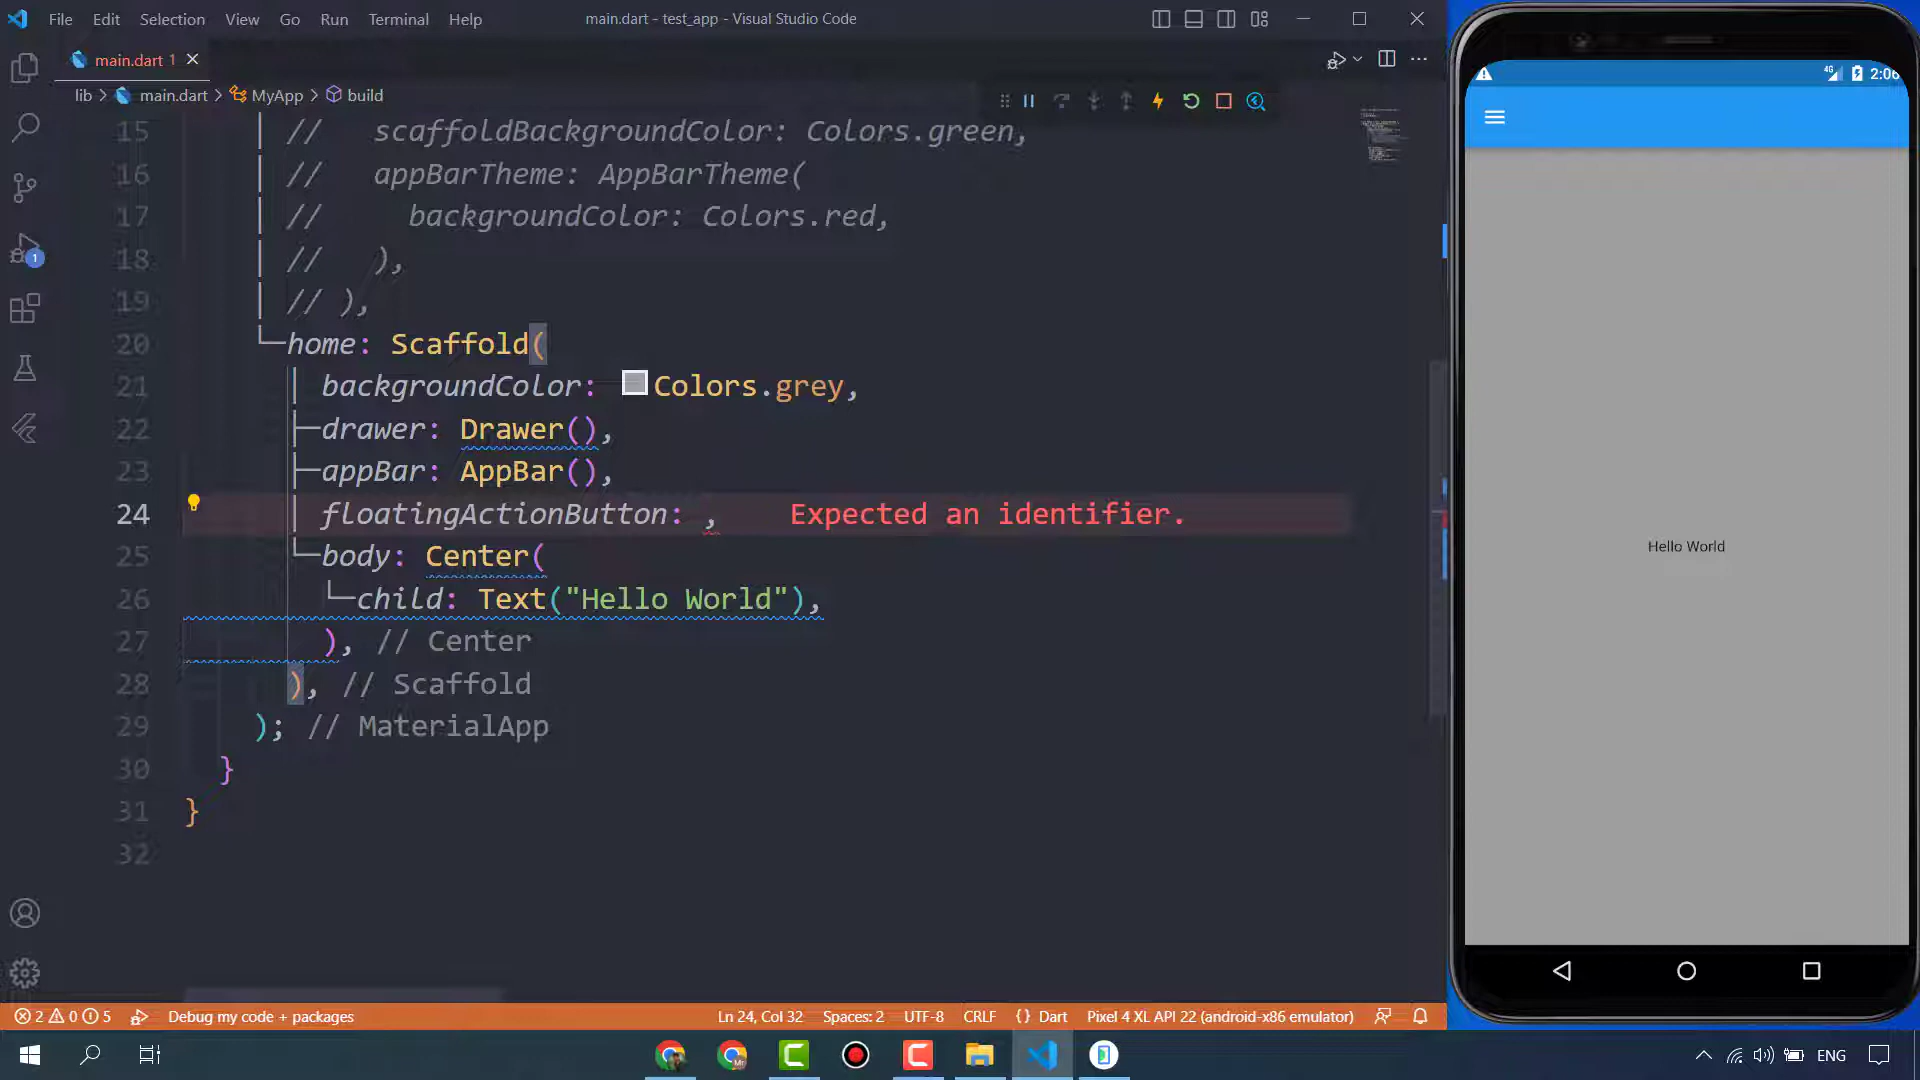 File Edit Selection View Go Run Terminal Help
main.dart - test_app - Visual Studio Code
main.dart 1
lib > main.dart > MyApp > build
15 // scaffoldBackgroundColor: Colors.green,
16 // appBarTheme: AppBarTheme(
17 // backgroundColor: Colors.red,
18 // ),
19 // ),
20 home: Scaffold(
21 backgroundColor: Colors.grey,
22 drawer: Drawer(),
23 appBar: AppBar(),
24 floatingActionButton: , Expected an identifier.
25 body: Center(
26 child: Text("Hello World"),
27 ), // Center
28 ), // Scaffold
29 ); // MaterialApp
30 }
31 }
32
1
2 0 5 Debug my code + packages
Ln 24, Col 32 Spaces: 2 UTF-8 CRLF {} Dart Pixel 4 XL API 22 (android-x86 emulator)
4G 2:06
Hello World
ENG